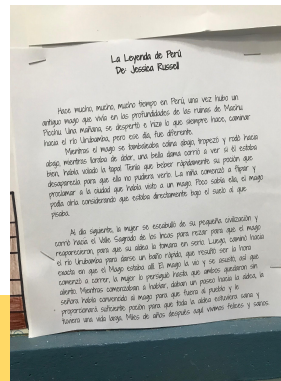 La Leyenda de Perú
De: Jessica Russell
Hace mucho, mucho, mucho tiempo en Perú, una vez hubo un
antiguo mago que vivía en las profundidades de las ruinas de Machu
Picchu. Una mañana, se despertó e hizo lo que siempre hace, caminar
hacia el río Urubamba, pero ese día, fue diferente.
Mientras el mago se tambaleaba colina abajo, tropezó y rodó hacia
abajo, mientras lloraba de dolor, una bella dama corrió a ver si él estaba
bien, había volado la tapa! Tenía que beber rápidamente su poción que
desaparecía para que ella no pudiera verlo. La niña comenzó a flipar y
proclamar a la ciudad que había visto a un mago. Poco sabía ella, el mago
podía oírla considerando que estaba directamente bajo el suelo al que
pisaba.
Al día siguiente, la mujer se escabulló de su pequeña civilización y
corrió hacia el Valle Sagrado de los Incas para rezar para que el mago
reapareciera, para que su aldea la tomara en serio. Luego, caminó hacia
el río Urubamba para darse un baño rápido, que resultó ser la hora
exacta en que el Mago estaba allí. El mago la vio y se asustó, así que
comenzó a correr, la mujer lo persiguió hasta que ambos quedaron sin
aliento. Mientras comenzaban a hablar, daban un paseo hacia la aldea, la
señora había convencido al mago para que fuera al pueblo y le
proporcionara suficiente poción para que toda la aldea estuviera sana y
tuviera una vida larga. Miles de años después aquí vivimos felices y sanos.